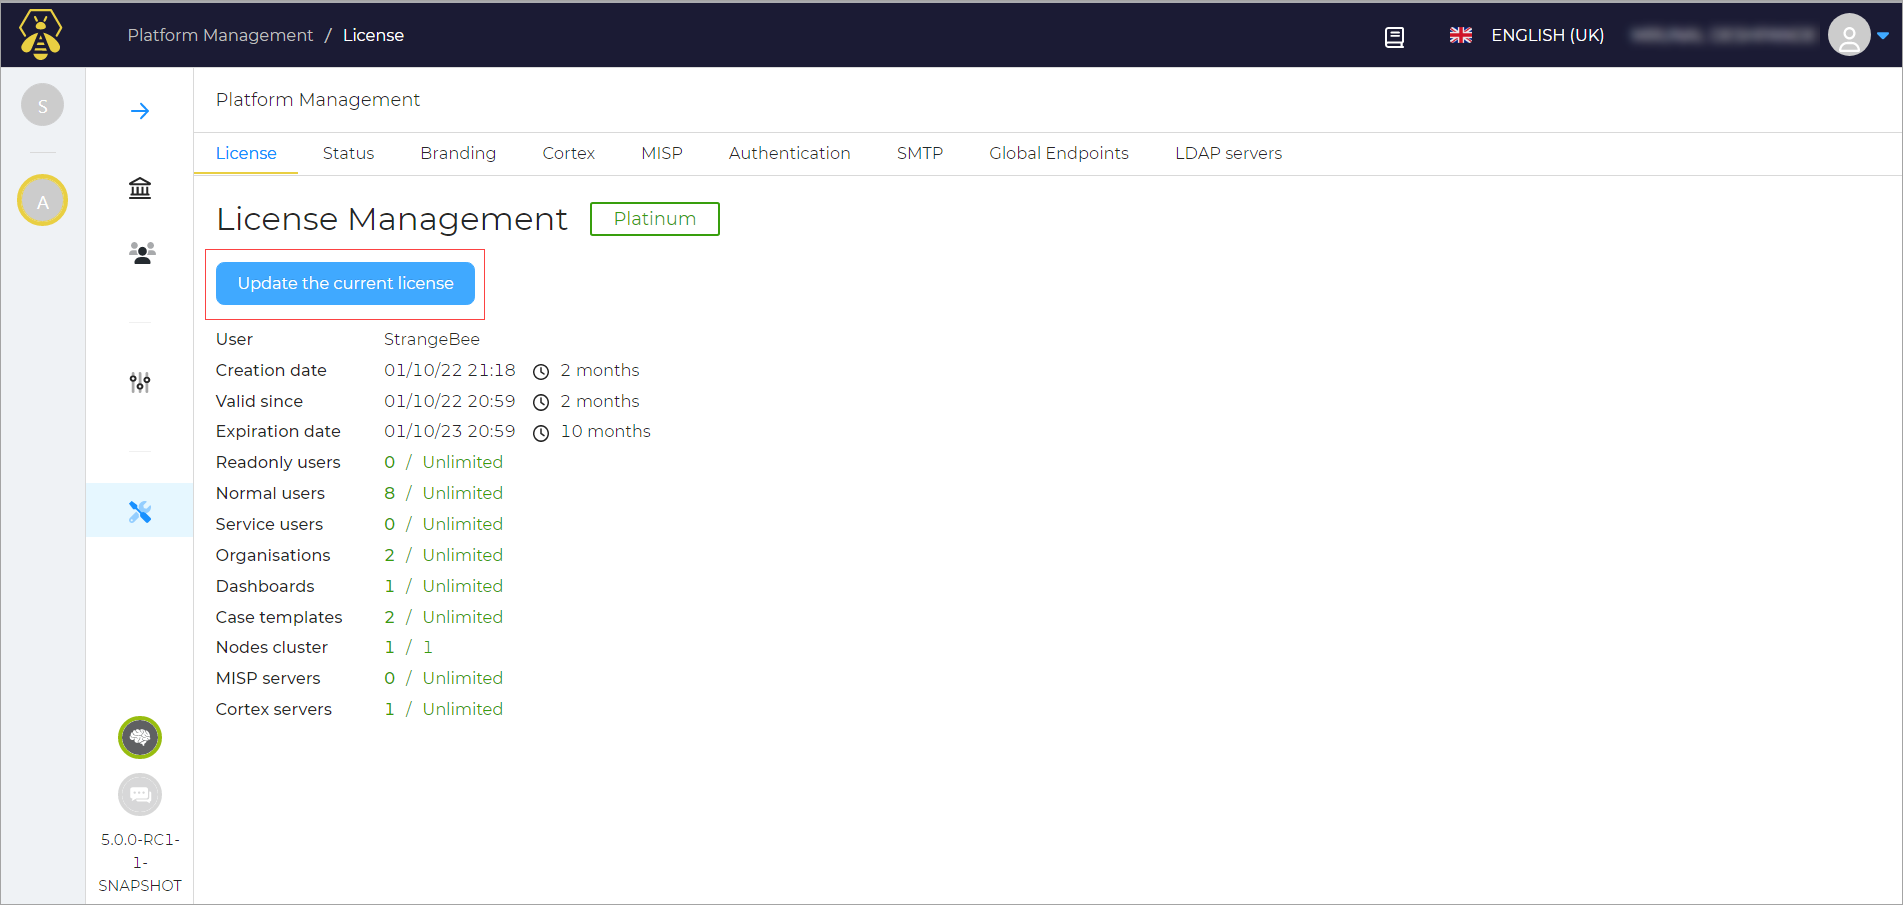 Platform Management / License
ENGLISH (UK)
S
A
Platform Management
License Status Branding Cortex MISP Authentication SMTP Global Endpoints LDAP servers
License Management Platinum
Update the current license
User StrangeBee
Creation date 01/10/22 21:18 2 months
Valid since 01/10/22 20:59 2 months
Expiration date 01/10/23 20:59 10 months
Readonly users 0 / Unlimited
Normal users 8 / Unlimited
Service users 0 / Unlimited
Organisations 2 / Unlimited
Dashboards 1 / Unlimited
Case templates 2 / Unlimited
Nodes cluster 1 / 1
MISP servers 0 / Unlimited
Cortex servers 1 / Unlimited
5.0.0-RC1-
1-
SNAPSHOT